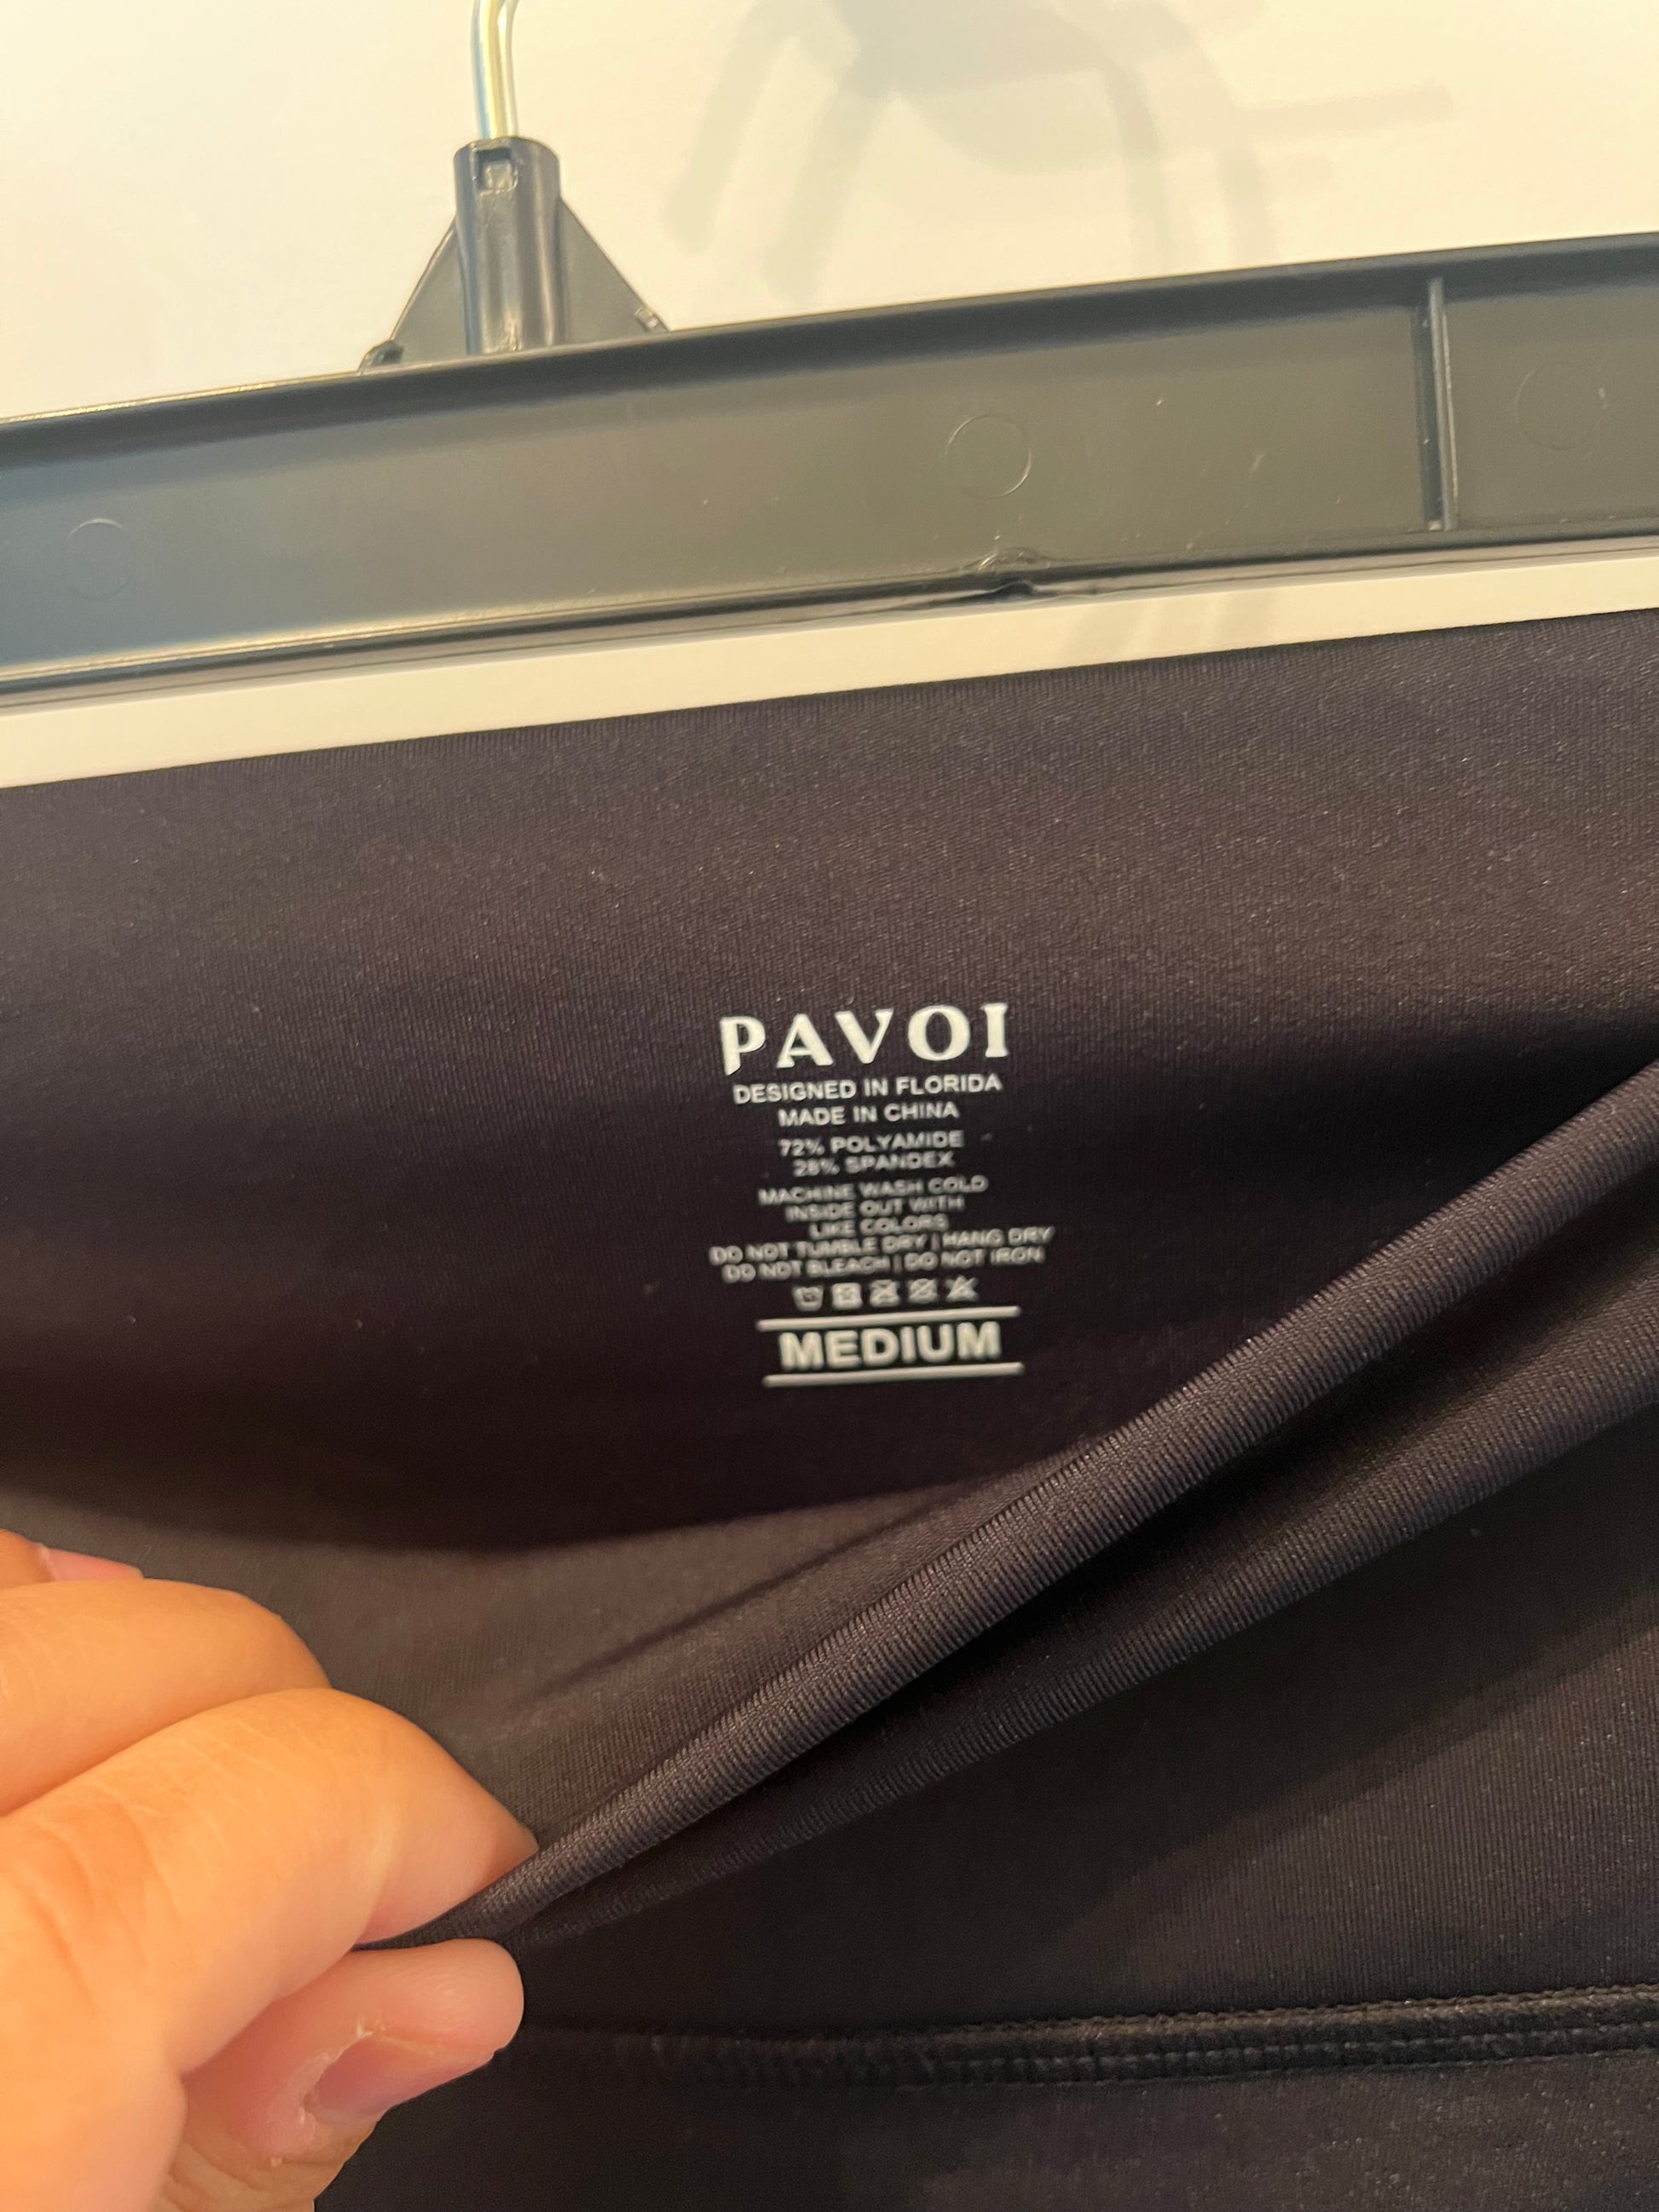 PAVOI
DESIGNED IN FLORIDA
MADE IN CHINA
72% POLYAMIDE
28% SPANDEX
MACHINE WASH COLD
INSIDE OUT WITH
LIKE COLORS
DO NOT TUMBLE DRY | HANG DRY
DO NOT BLEACH | DO NOT IRON
MEDIUM